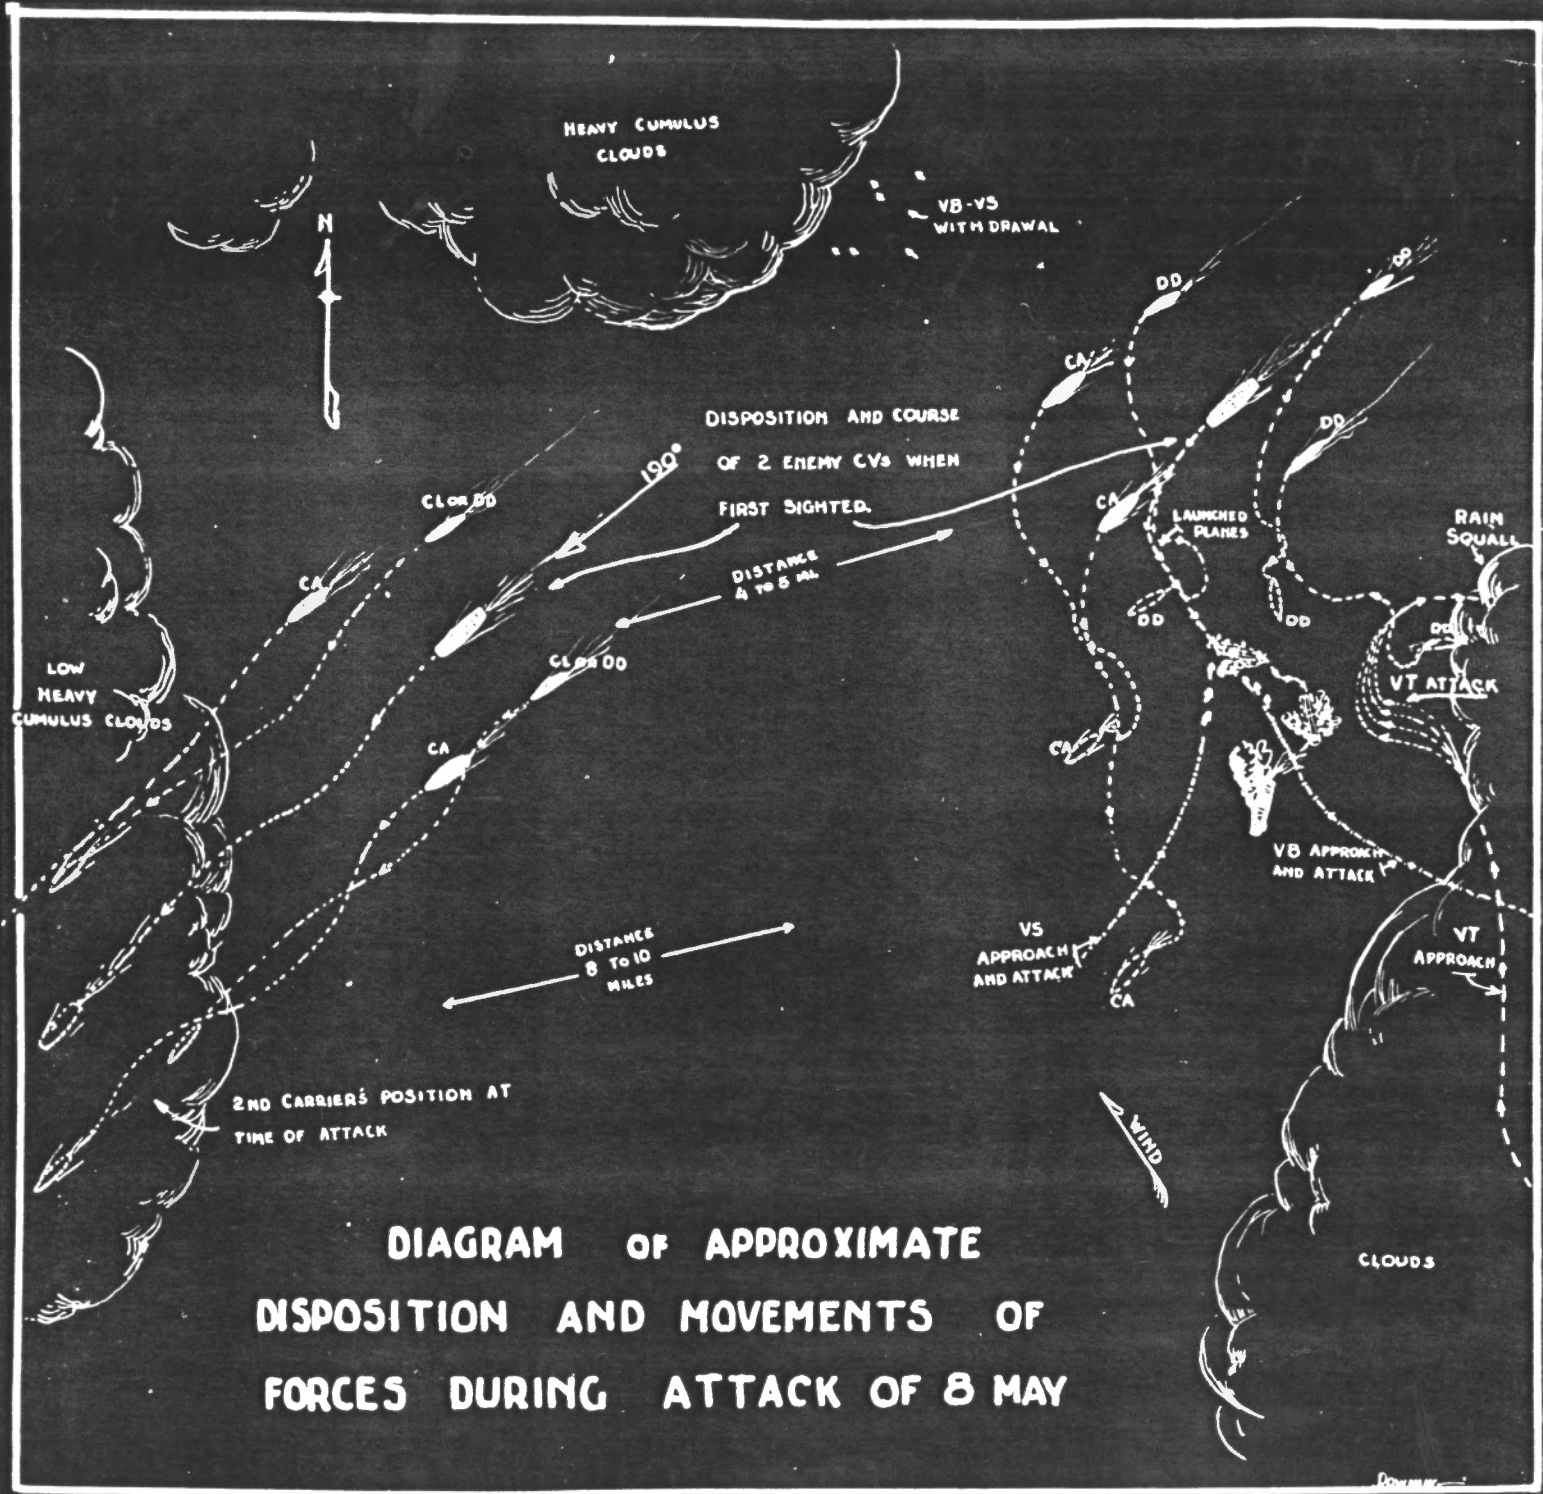 HEAVY CUMULUS
CLOUDS
N
VB-VS
WITHDRAWAL
DD
DD
CA
DD
DISPOSITION AND COURSE
OF 2 ENEMY CVS WHEN
FIRST SIGHTED.
190°
CL OR DD
CA
CA
LAUNCHED
PLANES
RAIN
SQUALL
DISTANCE
4 TO 5 MI.
CA
DD
DD
DD
CL OR DD
LOW
HEAVY
CUMULUS CLOUDS
VT ATTACK
CA
CA
VB APPROACH
AND ATTACK
DISTANCE
8 TO 10
MILES
VS
APPROACH
AND ATTACK
VT
APPROACH
CA
2ND CARRIER'S POSITION AT
TIME OF ATTACK
WIND
CLOUDS
DIAGRAM OF APPROXIMATE
DISPOSITION AND MOVEMENTS OF
FORCES DURING ATTACK OF 8 MAY